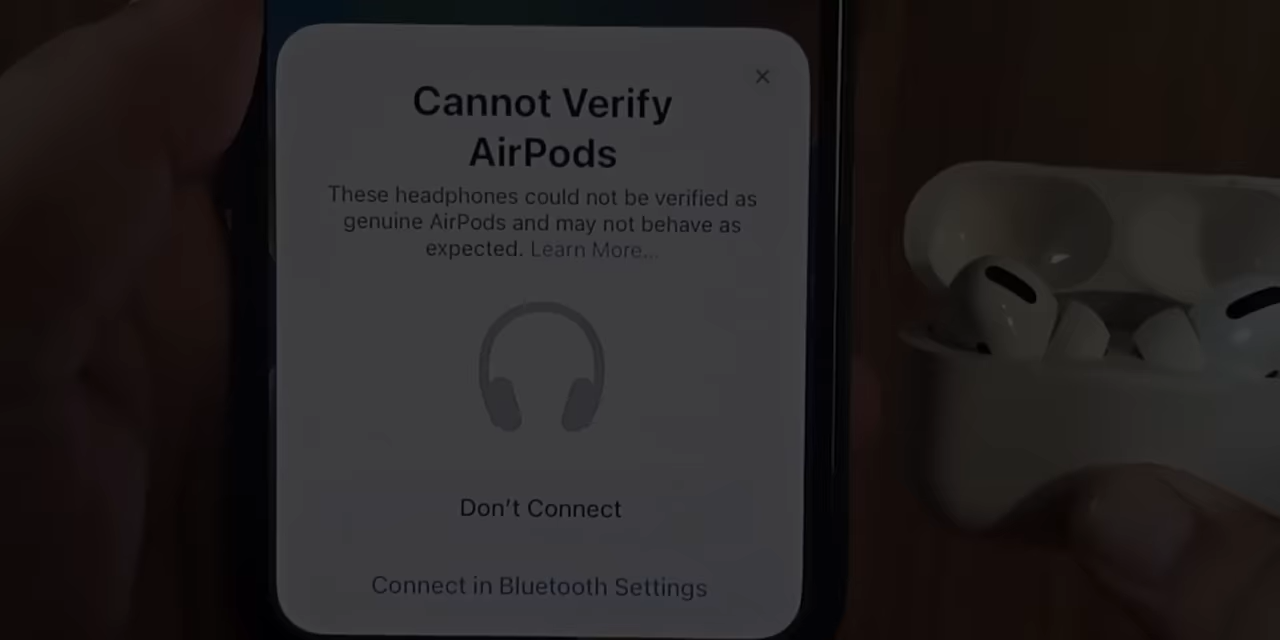 Cannot Verify
AirPods
These headphones could not be verified as
genuine AirPods and may not behave as
expected. Learn More...
Don't Connect
Connect in Bluetooth Settings